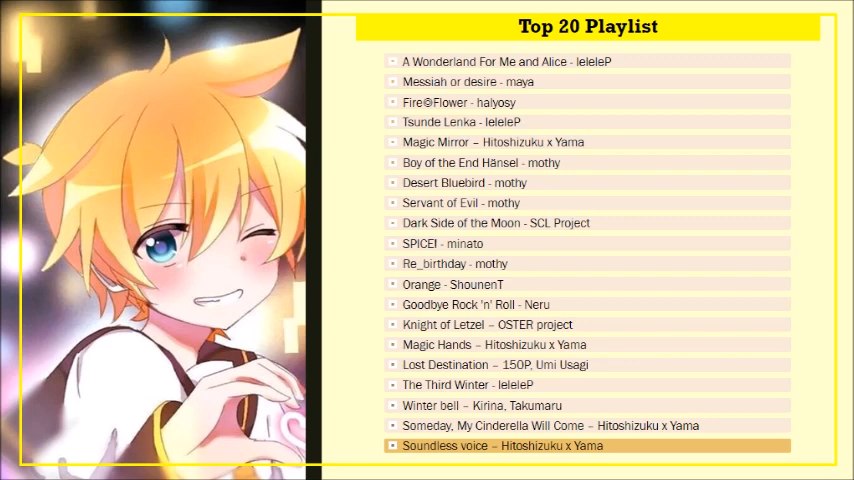 Top 20 Playlist
A Wonderland For Me and Alice - leleleP
Messiah or desire - maya
Fire◎Flower - halyosy
Tsunde Lenka - leleleP
Magic Mirror – Hitoshizuku x Yama
Boy of the End Hänsel - mothy
Desert Bluebird - mothy
Servant of Evil - mothy
Dark Side of the Moon - SCL Project
SPICE! - minato
Re_birthday - mothy
Orange - ShounenT
Goodbye Rock 'n' Roll - Neru
Knight of Letzel – OSTER project
Magic Hands – Hitoshizuku x Yama
Lost Destination – 150P, Umi Usagi
The Third Winter - leleleP
Winter bell – Kirina, Takumaru
Someday, My Cinderella Will Come – Hitoshizuku x Yama
Soundless voice – Hitoshizuku x Yama